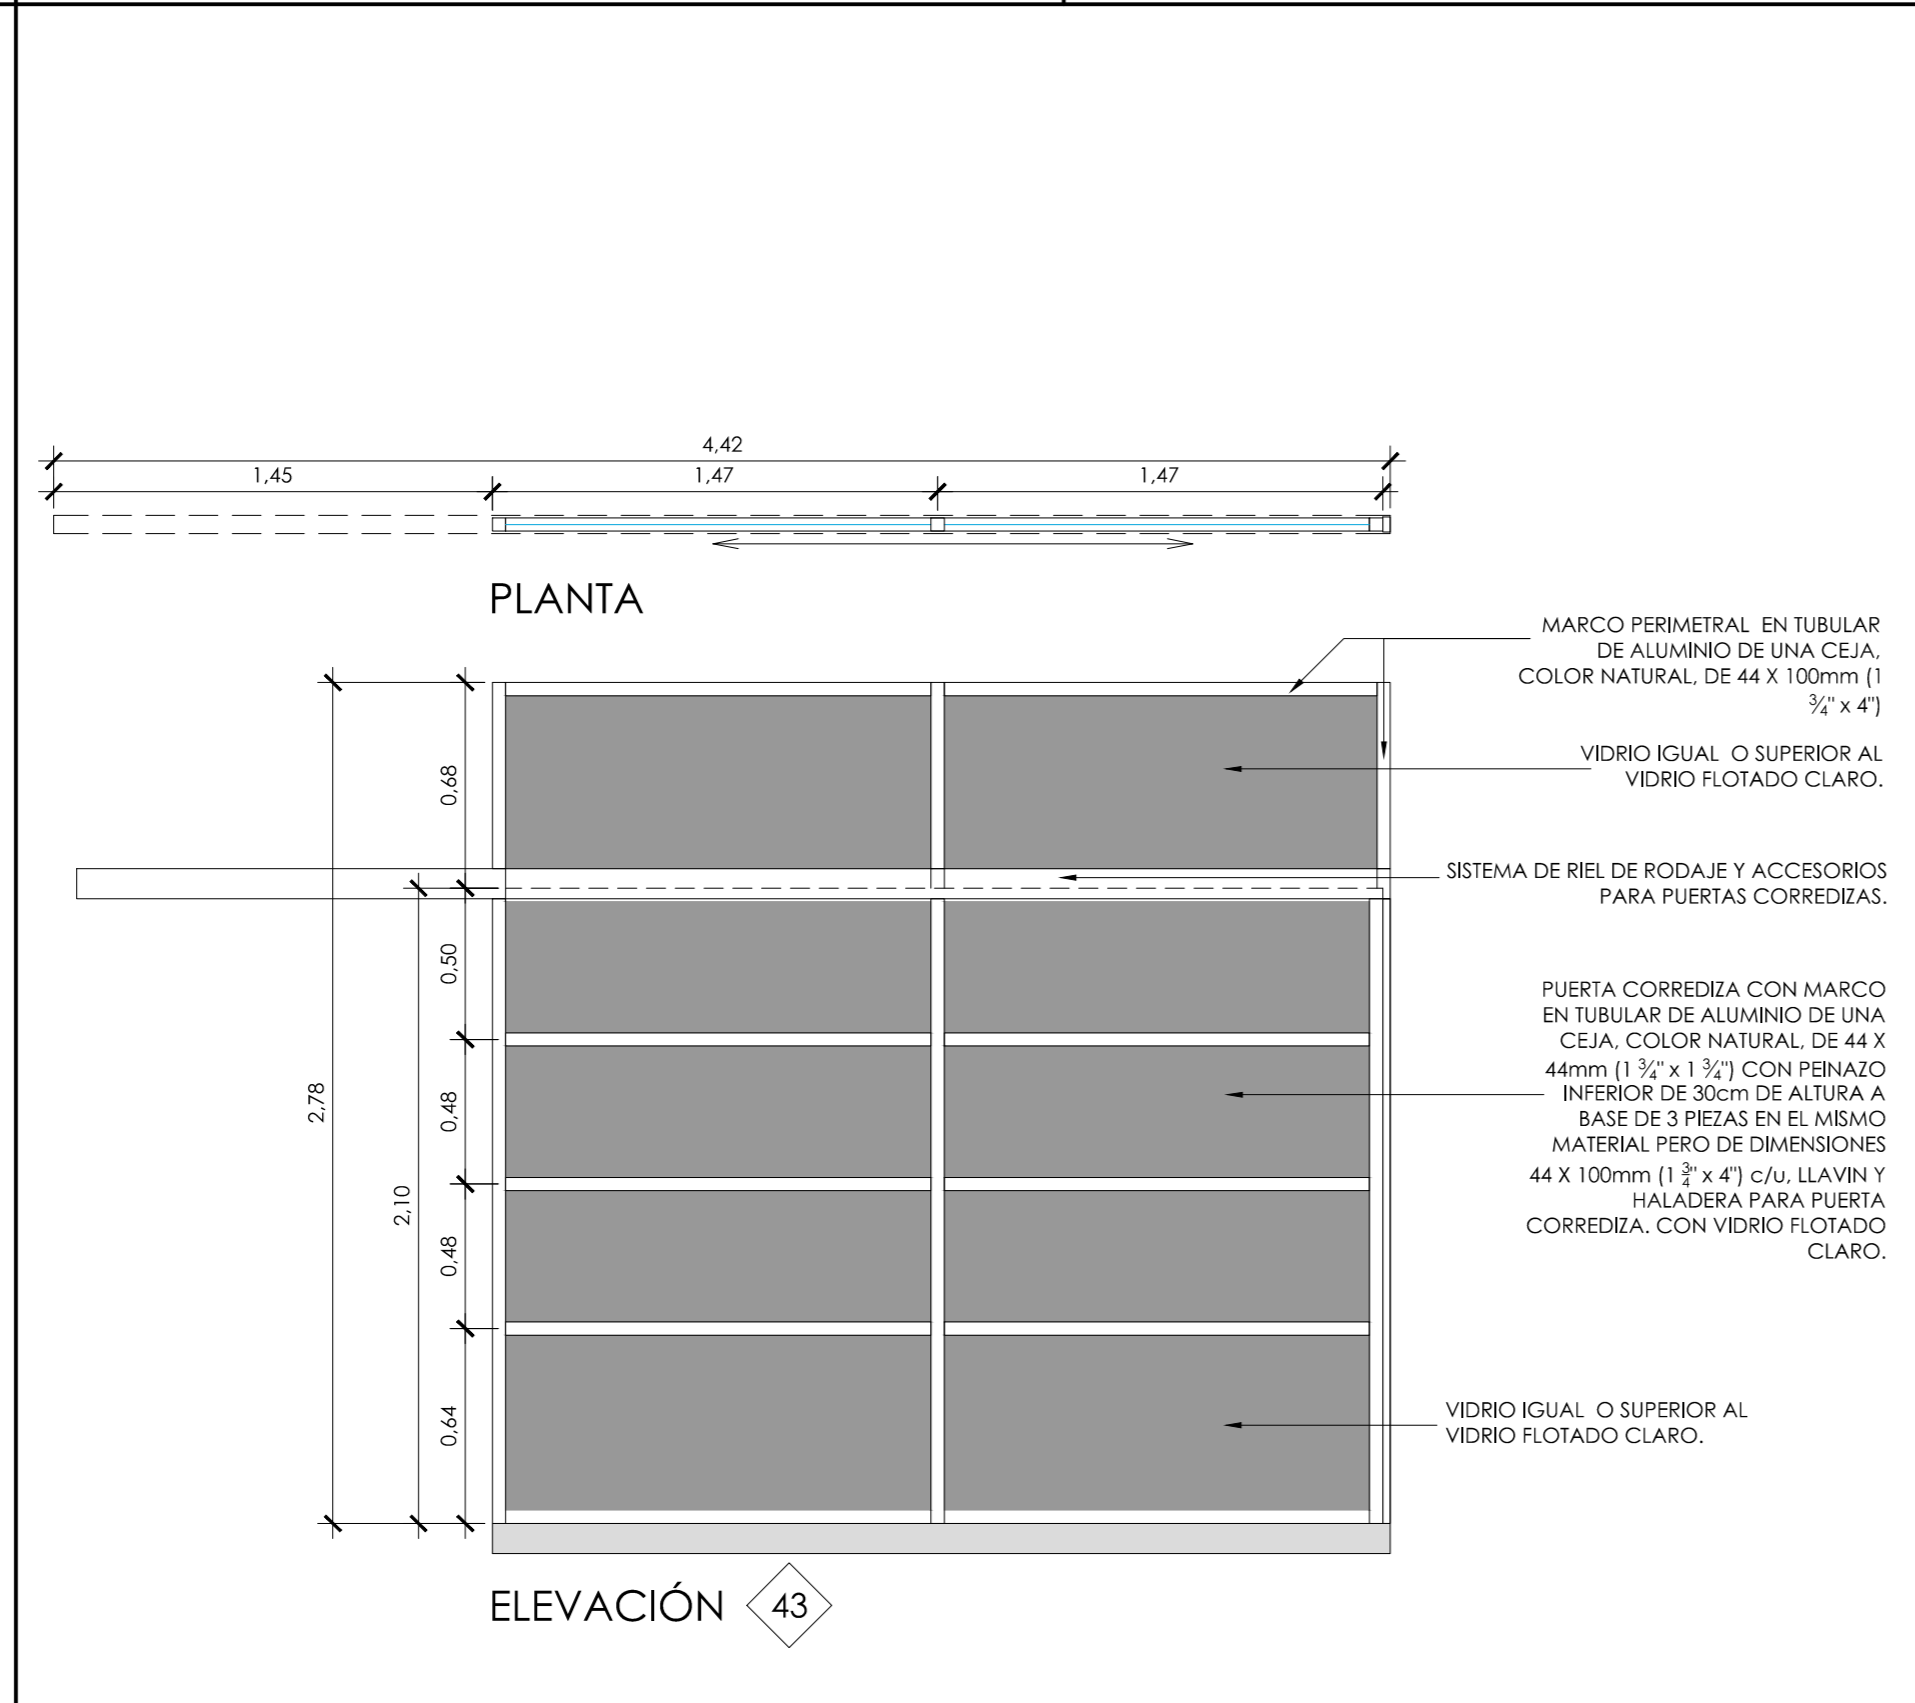 4,42
1,45
1,47
1,47
PLANTA
MARCO PERIMETRAL EN TUBULAR
DE ALUMINIO DE UNA CEJA,
COLOR NATURAL, DE 44 X 100mm (1
¾" x 4")
VIDRIO IGUAL O SUPERIOR AL
VIDRIO FLOTADO CLARO.
0,68
SISTEMA DE RIEL DE RODAJE Y ACCESORIOS
PARA PUERTAS CORREDIZAS.
0,50
PUERTA CORREDIZA CON MARCO
EN TUBULAR DE ALUMINIO DE UNA
CEJA, COLOR NATURAL, DE 44 X
44mm (1 ¾" x 1 ¾") CON PEINAZO
INFERIOR DE 30cm DE ALTURA A
BASE DE 3 PIEZAS EN EL MISMO
MATERIAL PERO DE DIMENSIONES
44 X 100mm (1 ¾" x 4") c/u, LLAVIN Y
HALADERA PARA PUERTA
CORREDIZA. CON VIDRIO FLOTADO
CLARO.
2,78
0,48
2,10
0,48
0,64
VIDRIO IGUAL O SUPERIOR AL
VIDRIO FLOTADO CLARO.
ELEVACIÓN 43